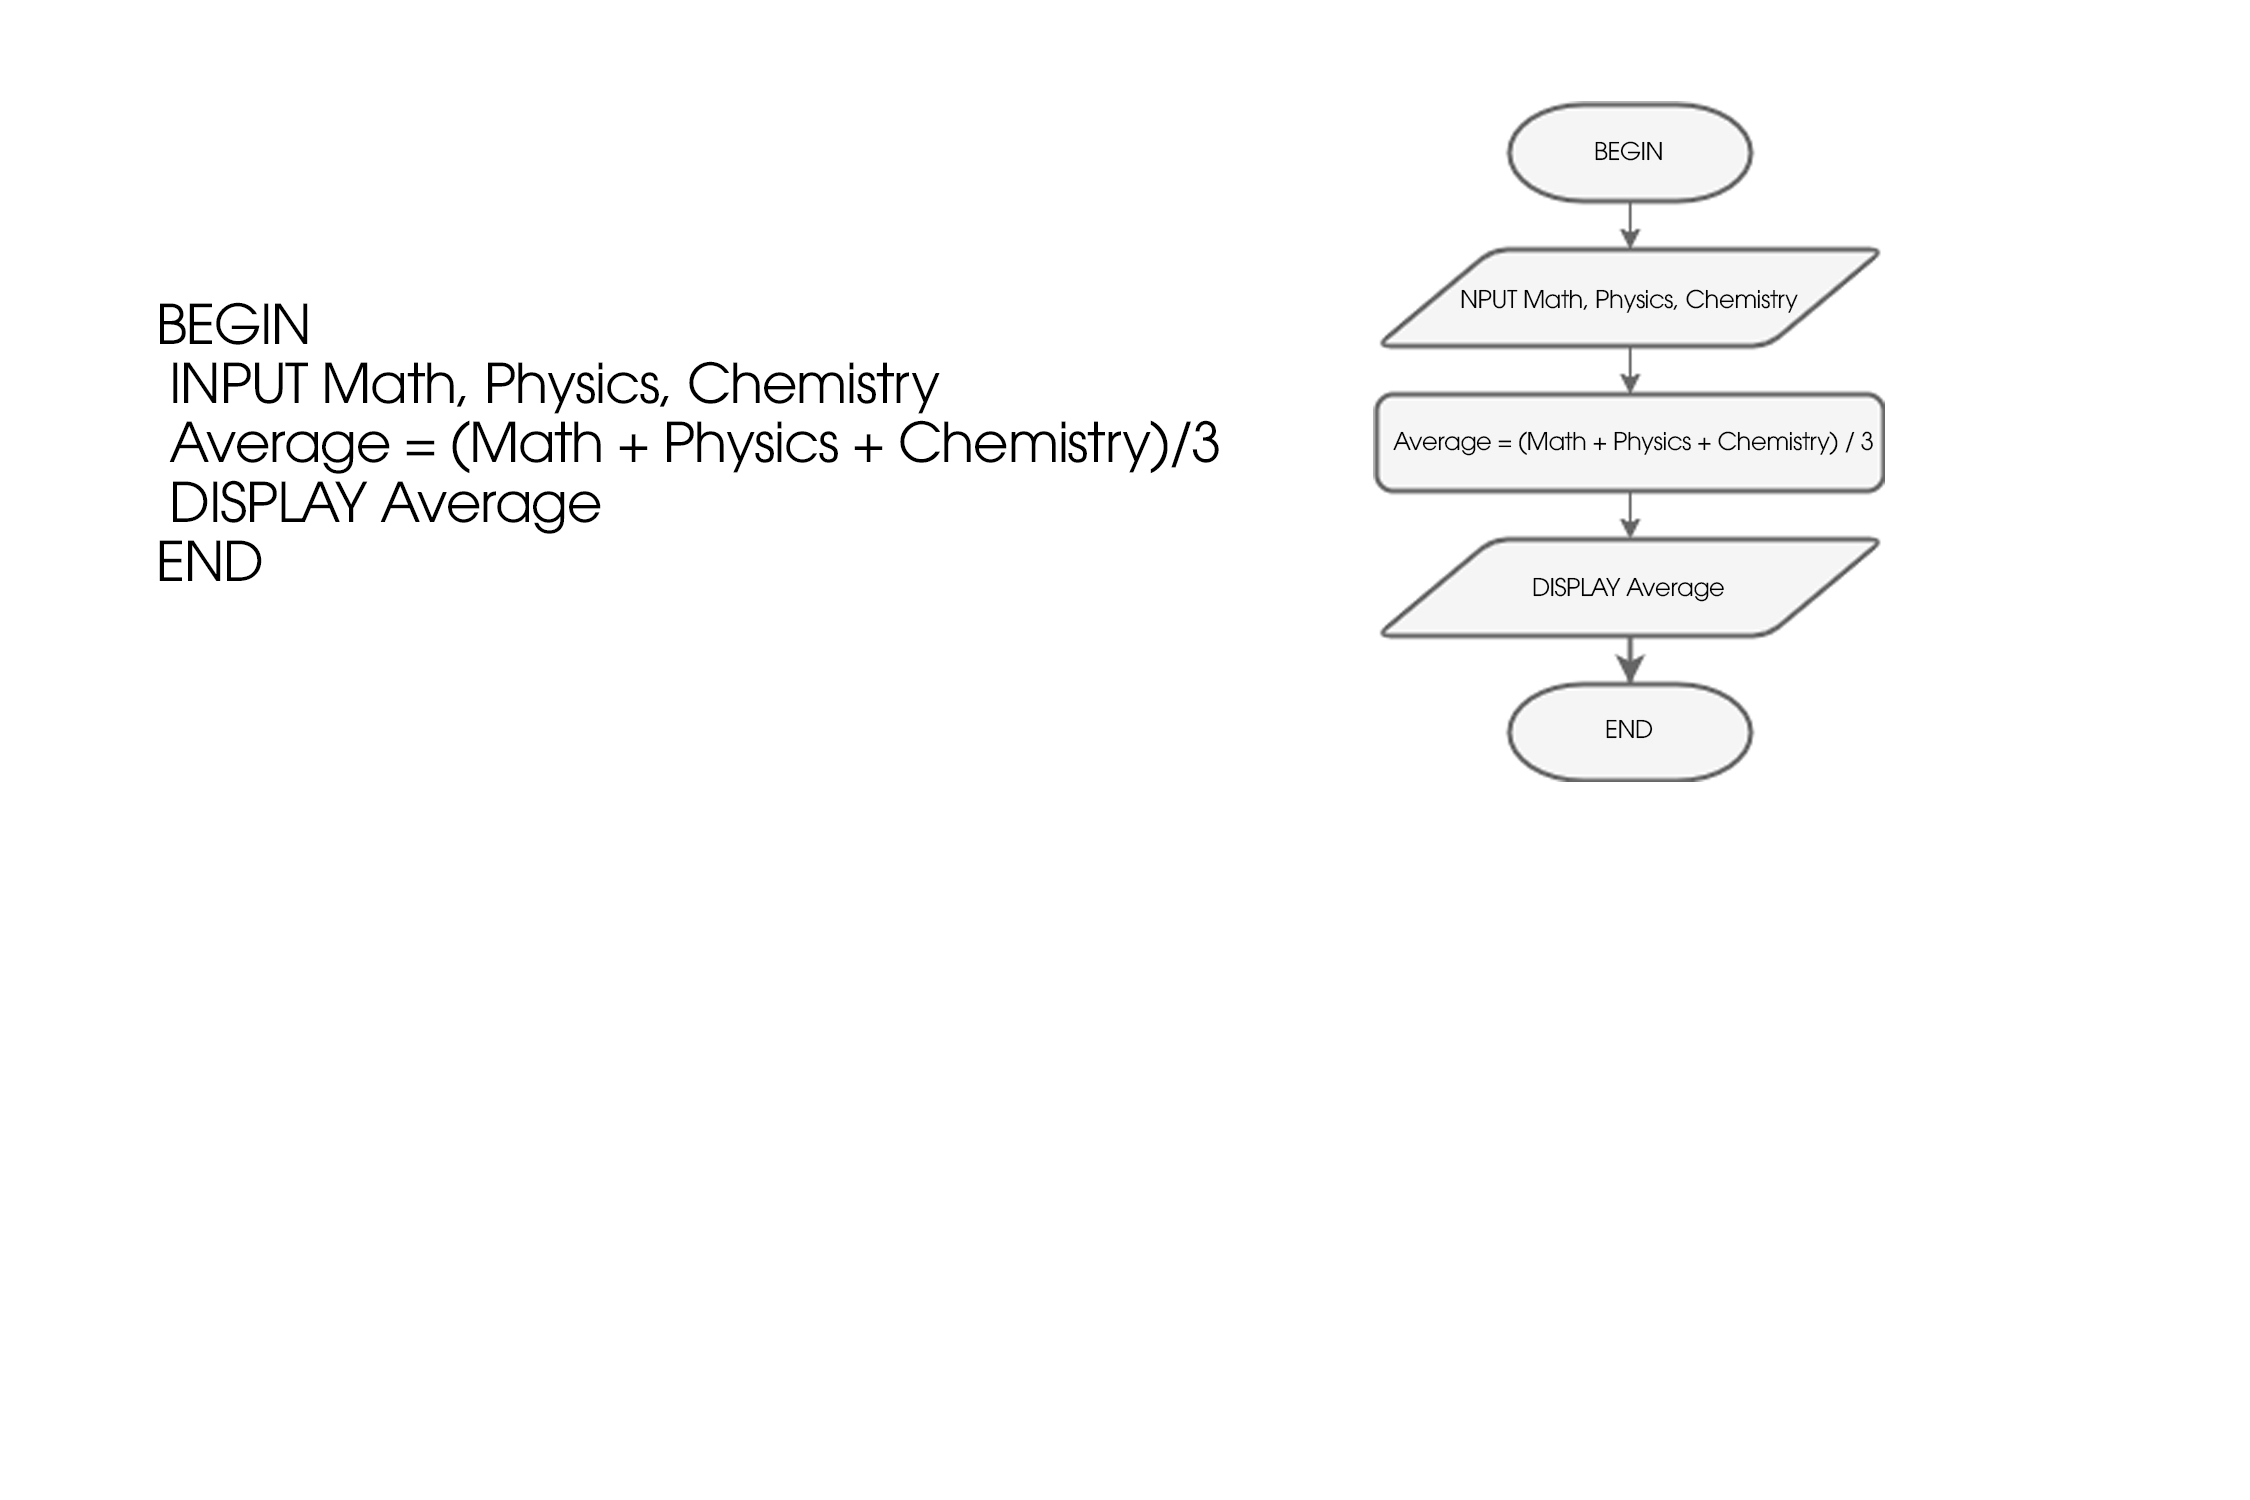 BEGIN
INPUT Math, Physics, Chemistry
Average = (Math + Physics + Chemistry)/3
DISPLAY Average
END
BEGIN
NPUT Math, Physics, Chemistry
Average = (Math + Physics + Chemistry) / 3
DISPLAY Average
END